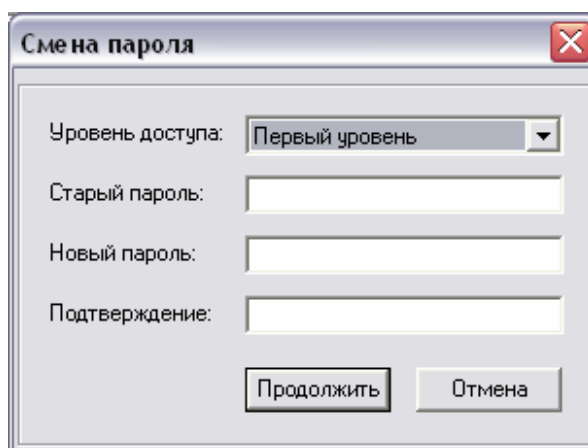 Смена пароля
Уровень доступа: Первый уровень
Старый пароль:
Новый пароль:
Подтверждение:
Продолжить Отмена